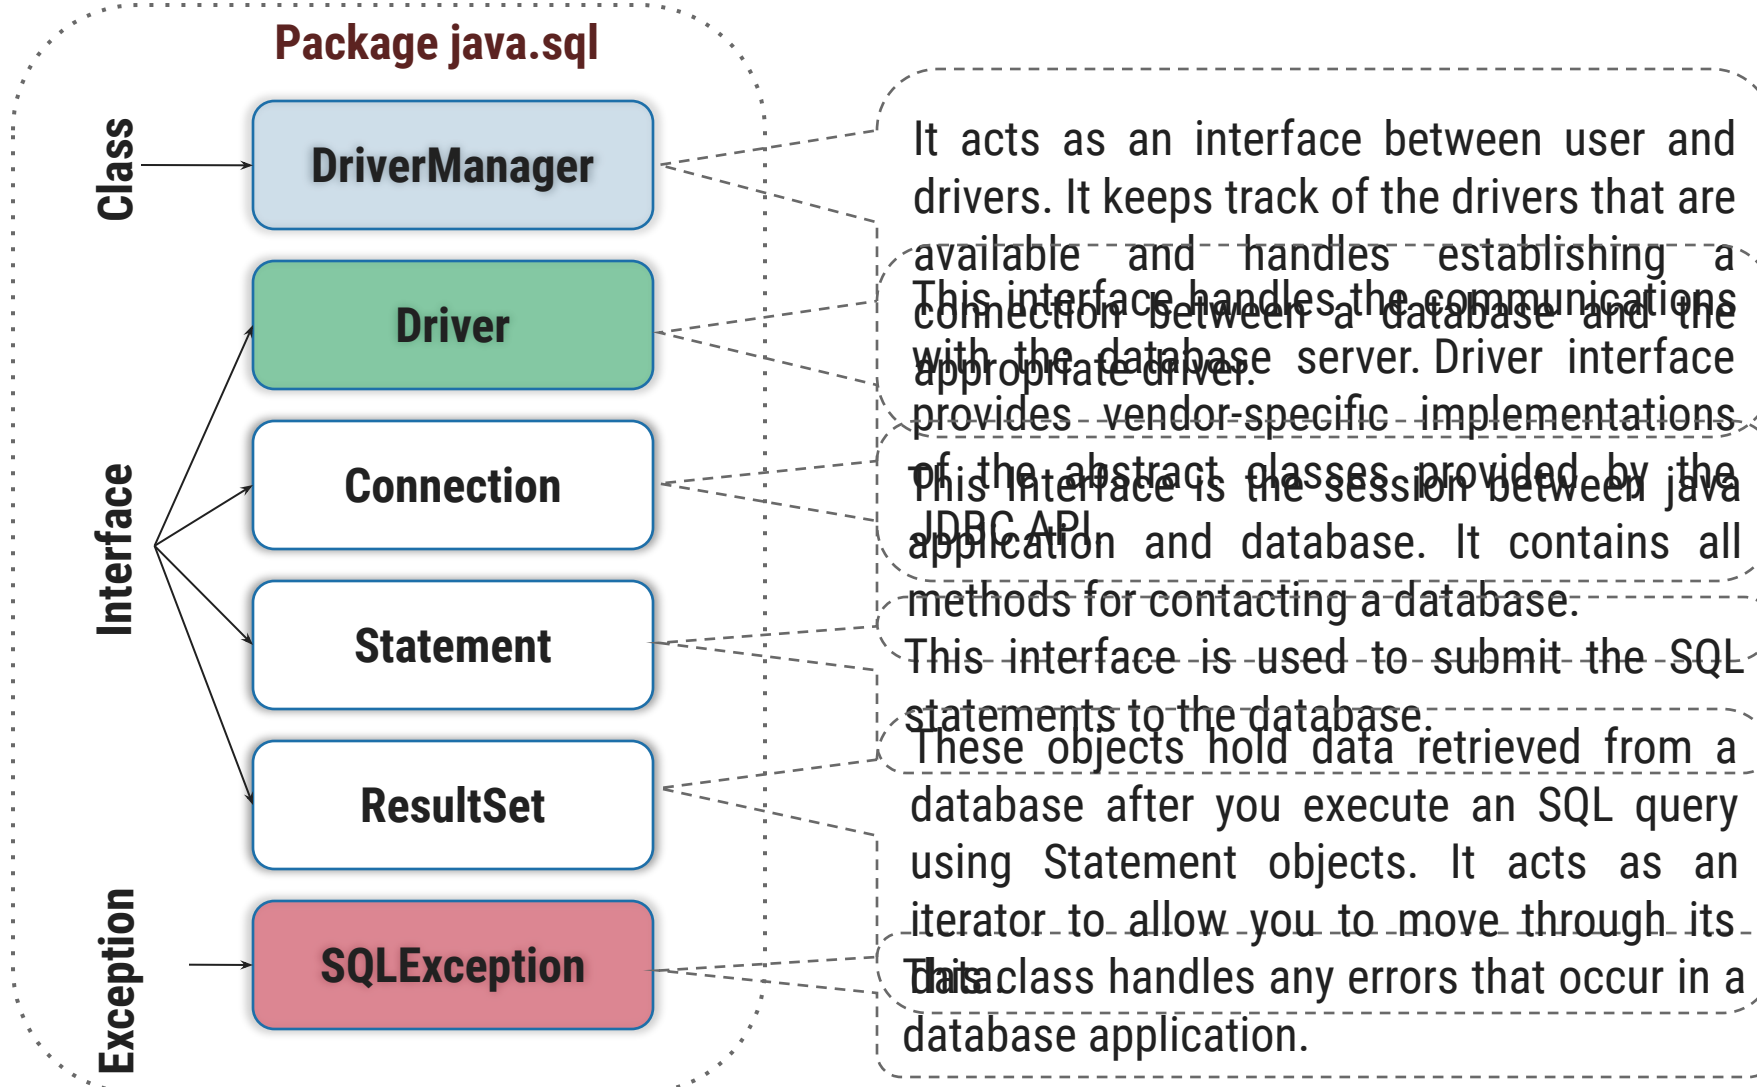 Package java.sql
Class
DriverManager
It acts as an interface between user and
drivers. It keeps track of the drivers that are
available and handles establishing a
connection between a database and the
appropriate driver.
Interface
Driver
This interface handles the communications
with the database server. Driver interface
provides vendor-specific implementations
of the abstract classes provided by the
JDBC API.
Connection
This Interface is the session between java
application and database. It contains all
methods for contacting a database.
Statement
This interface is used to submit the SQL
statements to the database.
ResultSet
These objects hold data retrieved from a
database after you execute an SQL query
using Statement objects. It acts as an
iterator to allow you to move through its
data.
Exception
SQLException
This class handles any errors that occur in a
database application.